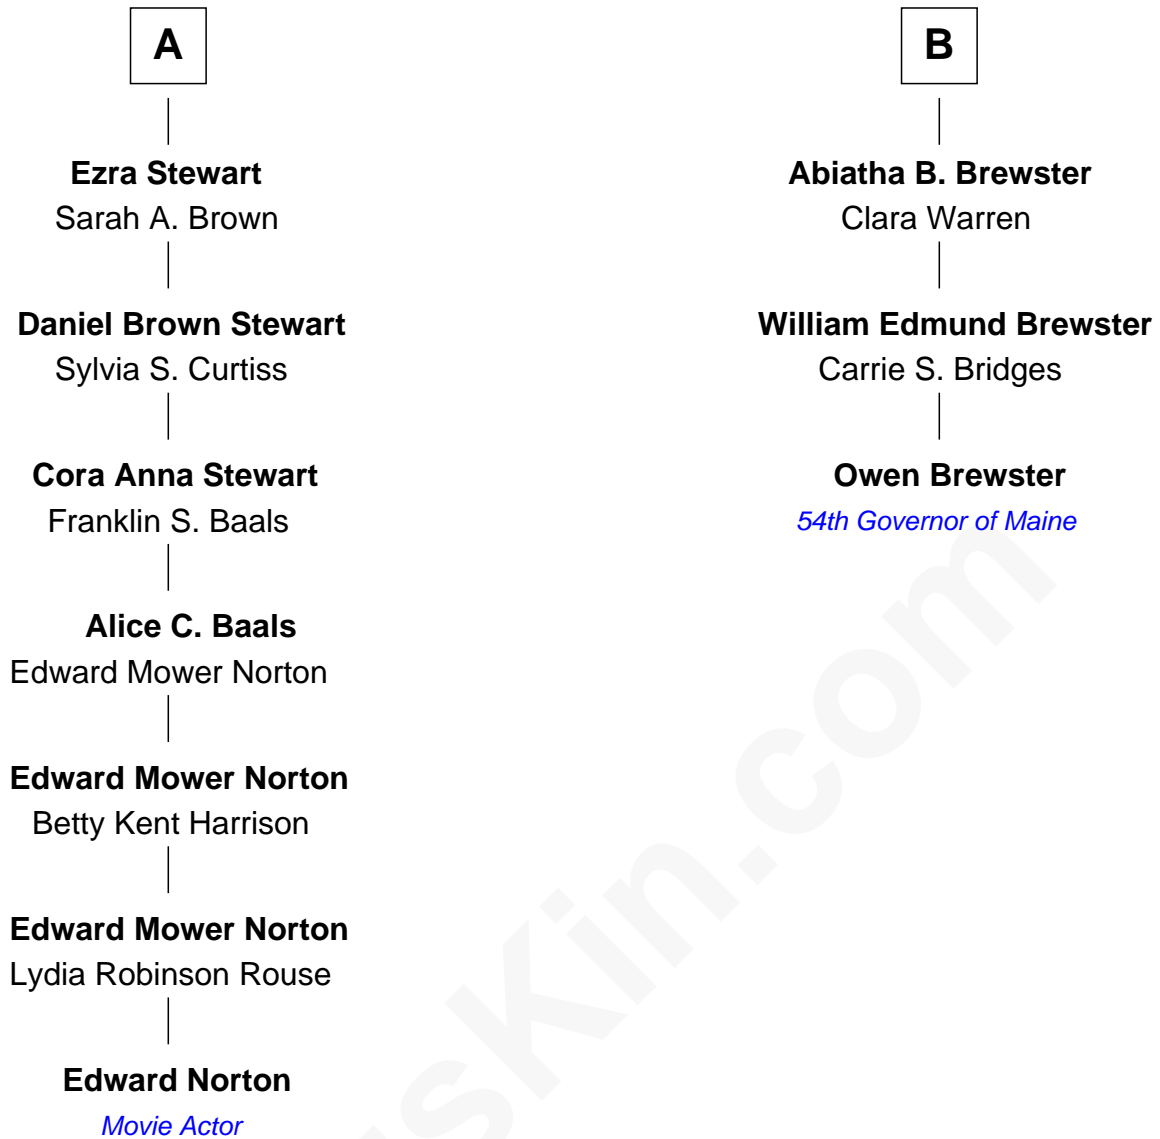 A
Ezra Stewart
Sarah A. Brown
Daniel Brown Stewart
Sylvia S. Curtiss
Cora Anna Stewart
Franklin S. Baals
Alice C. Baals
Edward Mower Norton
Edward Mower Norton
Betty Kent Harrison
Edward Mower Norton
Lydia Robinson Rouse
Edward Norton
Movie Actor
B
Abiatha B. Brewster
Clara Warren
William Edmund Brewster
Carrie S. Bridges
Owen Brewster
54th Governor of Maine
sKin.com